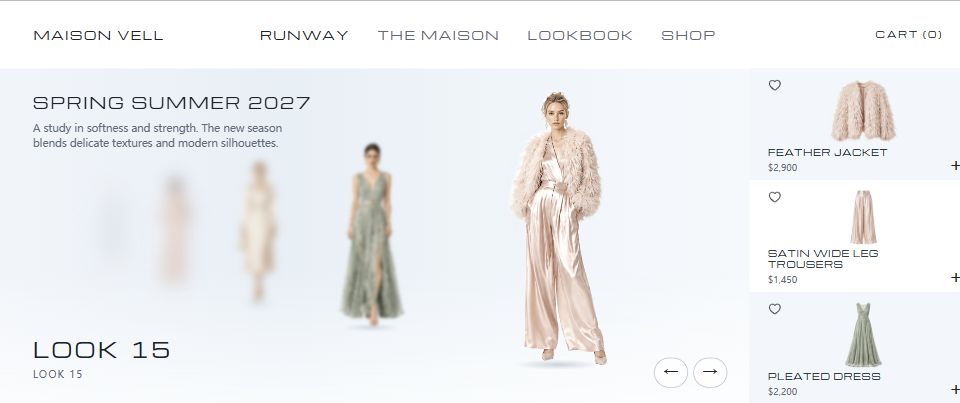 MAISON VELL
RUNWAY
THE MAISON
LOOKBOOK
SHOP
CART (0)
SPRING SUMMER 2027
A study in softness and strength. The new season
blends delicate textures and modern silhouettes.
LOOK 15
LOOK 15
← →
FEATHER JACKET
$2,900
+
SATIN WIDE LEG
TROUSERS
$1,450
+
PLEATED DRESS
$2,200
+